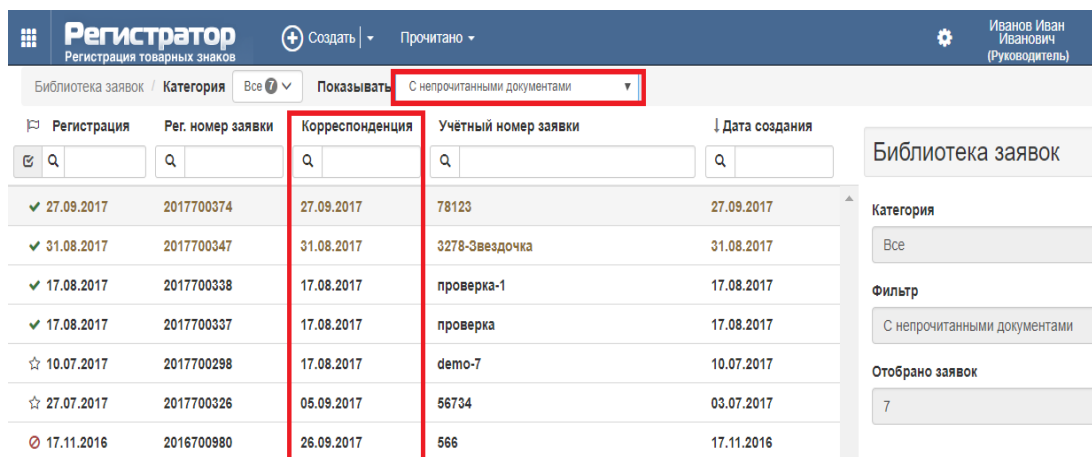 Регистратор
Регистрация товарных знаков
Создать
Прочитано
Иванов Иван
Иванович
(Руководитель)
Библиотека заявок / Категория Все 7 Показывать С непрочитанными документами
Регистрация Рег. номер заявки Корреспонденция Учётный номер заявки ↓ Дата создания
27.09.2017 2017700374 27.09.2017 78123 27.09.2017
31.08.2017 2017700347 31.08.2017 3278-Звездочка 31.08.2017
17.08.2017 2017700338 17.08.2017 проверка-1 17.08.2017
17.08.2017 2017700337 17.08.2017 проверка 17.08.2017
10.07.2017 2017700298 17.08.2017 demo-7 10.07.2017
27.07.2017 2017700326 05.09.2017 56734 03.07.2017
17.11.2016 2016700980 26.09.2017 566 17.11.2016
Библиотека заявок
Категория
Все
Фильтр
С непрочитанными документами
Отобрано заявок
7